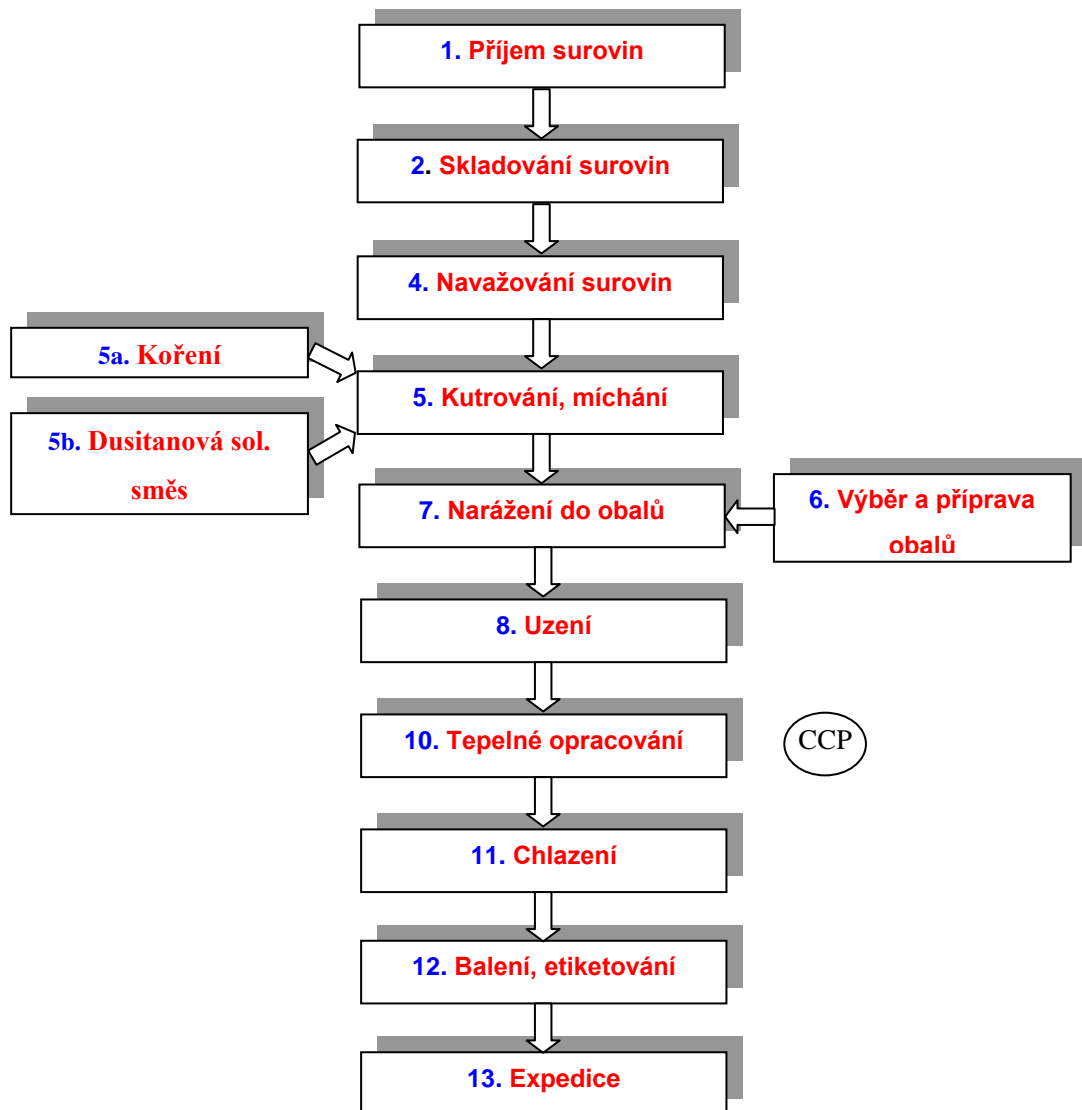 1. Příjem surovin
2. Skladování surovin
4. Navažování surovin
5a. Koření
5. Kutrování, míchání
5b. Dusitanová sol.
směs
7. Narážení do obalů
6. Výběr a příprava
obalů
8. Uzení
10. Tepelné opracování
CCP
11. Chlazení
12. Balení, etiketování
13. Expedice